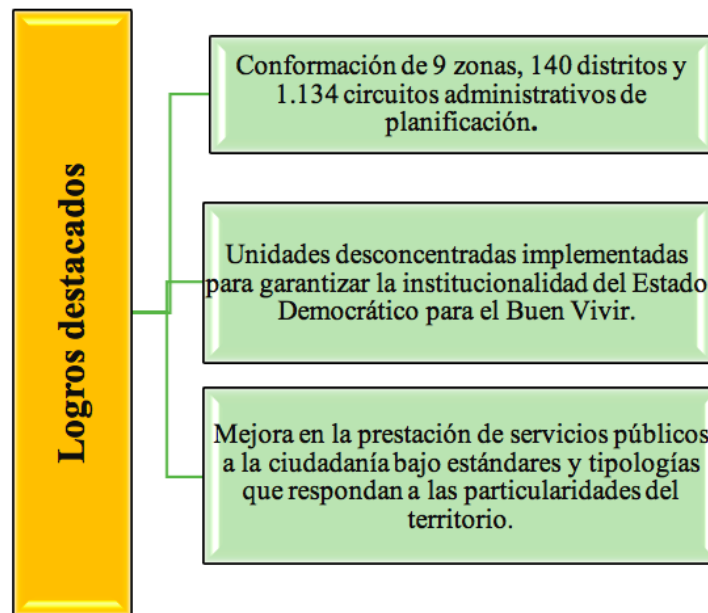 Logros destacados
Conformación de 9 zonas, 140 distritos y
1.134 circuitos administrativos de
planificación.
Unidades desconcentradas implementadas
para garantizar la institucionalidad del Estado
Democrático para el Buen Vivir.
Mejora en la prestación de servicios públicos
a la ciudadanía bajo estándares y tipologías
que respondan a las particularidades del
territorio.